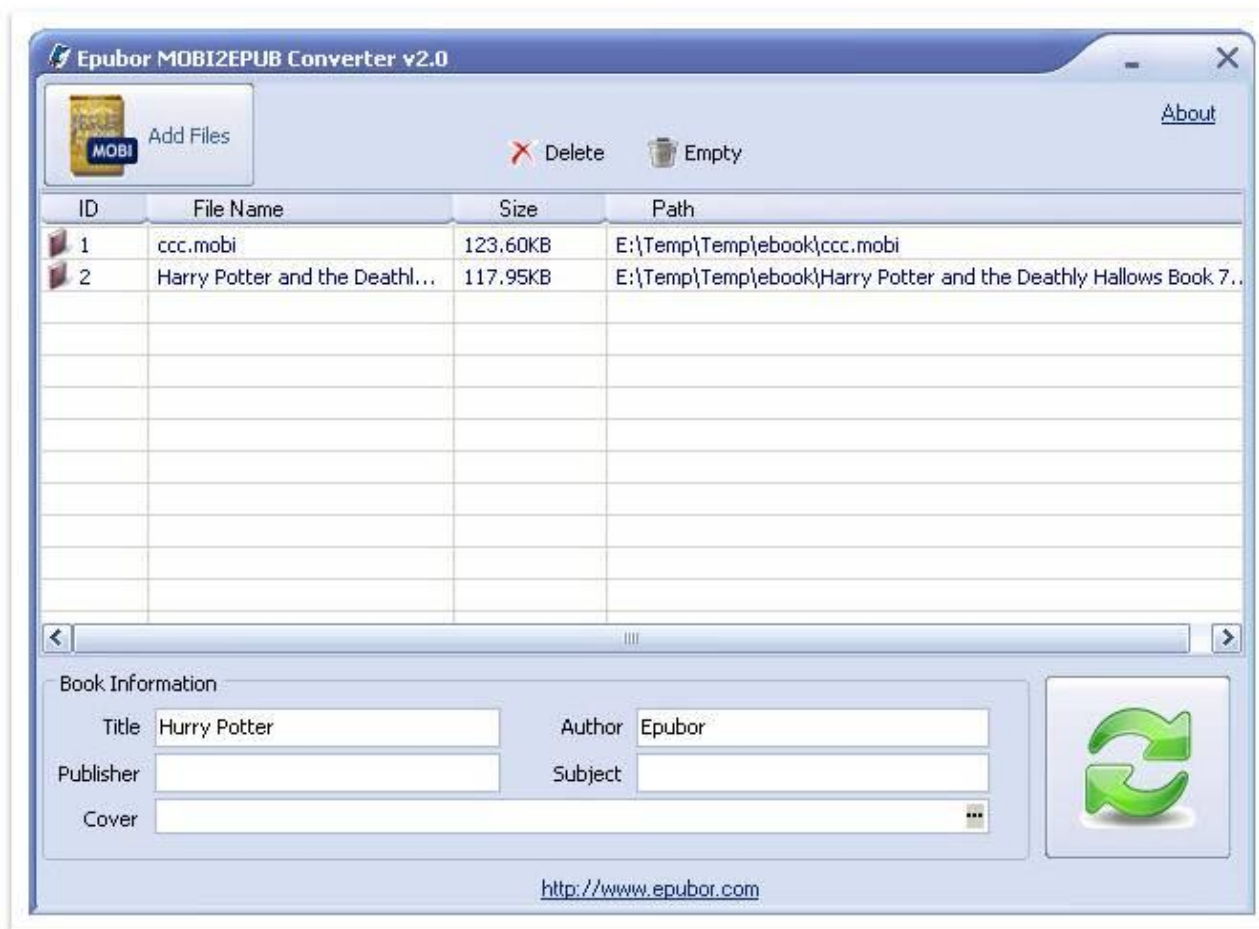 Epubor MOBI2EPUB Converter v2.0
About
MOBI
Add Files
Delete
Empty
ID File Name Size Path
1 ccc.mobi 123.60KB E:\Temp\Temp\ebook\ccc.mobi
2 Harry Potter and the Deathl... 117.95KB E:\Temp\Temp\ebook\Harry Potter and the Deathly Hallows Book 7..
Book Information
Title Hurry Potter Author Epubor
Publisher Subject
Cover ...
http://www.epubor.com